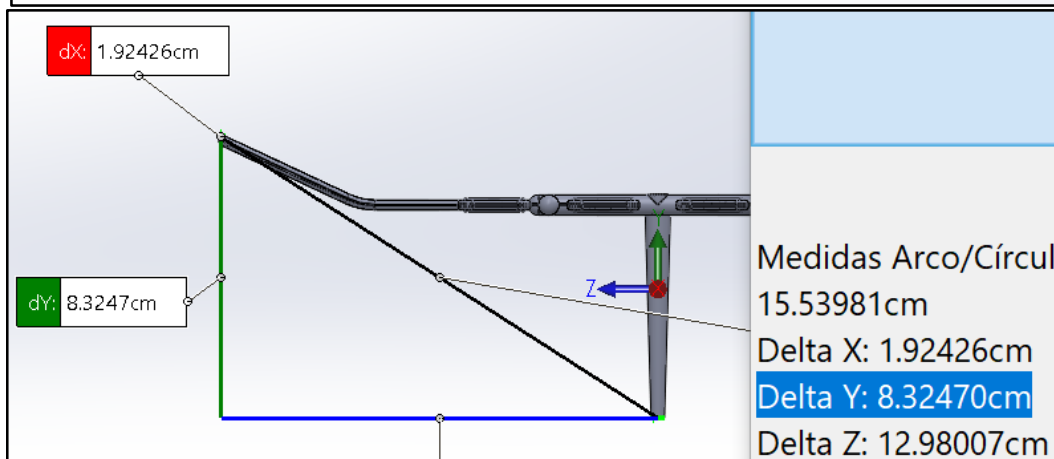 dX: 1.92426cm
dY: 8.3247cm
Y
Z
Medidas Arco/Círcul
15.53981cm
Delta X: 1.92426cm
Delta Y: 8.32470cm
Delta Z: 12.98007cm